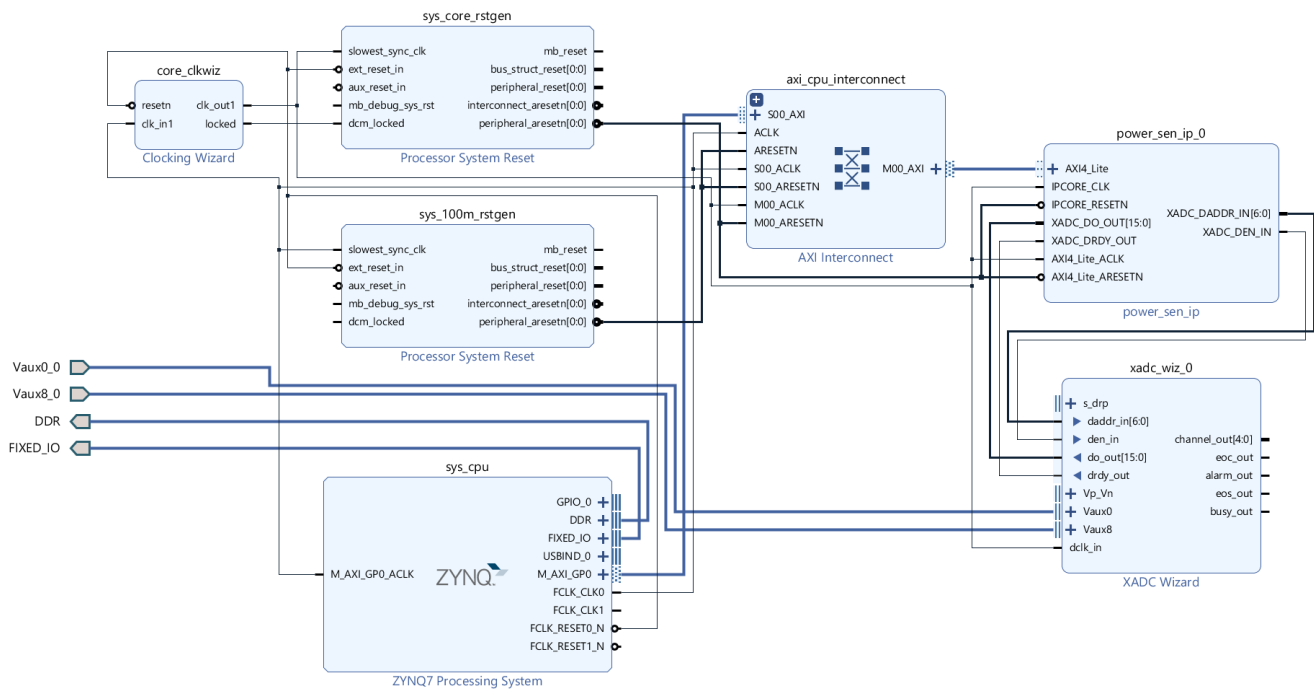 sys_core_rstgen
slowest_sync_clk
ext_reset_in
aux_reset_in
mb_debug_sys_rst
dcm_locked
mb_reset
bus_struct_reset[0:0]
peripheral_reset[0:0]
interconnect_aresetn[0:0]
peripheral_aresetn[0:0]
Processor System Reset
core_clkwiz
resetn
clk_in1
clk_out1
locked
Clocking Wizard
axi_cpu_interconnect
S00_AXI
ACLK
ARESETN
S00_ACLK
S00_ARESETN
M00_ACLK
M00_ARESETN
M00_AXI
AXI Interconnect
power_sen_ip_0
AXI4_Lite
IPCORE_CLK
IPCORE_RESETN
XADC_DO_OUT[15:0]
XADC_DRDY_OUT
AXI4_Lite_ACLK
AXI4_Lite_ARESETN
XADC_DADDR_IN[6:0]
XADC_DEN_IN
power_sen_ip
sys_100m_rstgen
slowest_sync_clk
ext_reset_in
aux_reset_in
mb_debug_sys_rst
dcm_locked
mb_reset
bus_struct_reset[0:0]
peripheral_reset[0:0]
interconnect_aresetn[0:0]
peripheral_aresetn[0:0]
Processor System Reset
Vaux0_0
Vaux8_0
DDR
FIXED_IO
sys_cpu
M_AXI_GP0_ACLK
ZYNQ
GPIO_0
DDR
FIXED_IO
USBIND_0
M_AXI_GP0
FCLK_CLK0
FCLK_CLK1
FCLK_RESET0_N
FCLK_RESET1_N
ZYNQ7 Processing System
xadc_wiz_0
s_drp
daddr_in[6:0]
den_in
do_out[15:0]
drdy_out
Vp_Vn
Vaux0
Vaux8
dclk_in
channel_out[4:0]
eoc_out
alarm_out
eos_out
busy_out
XADC Wizard